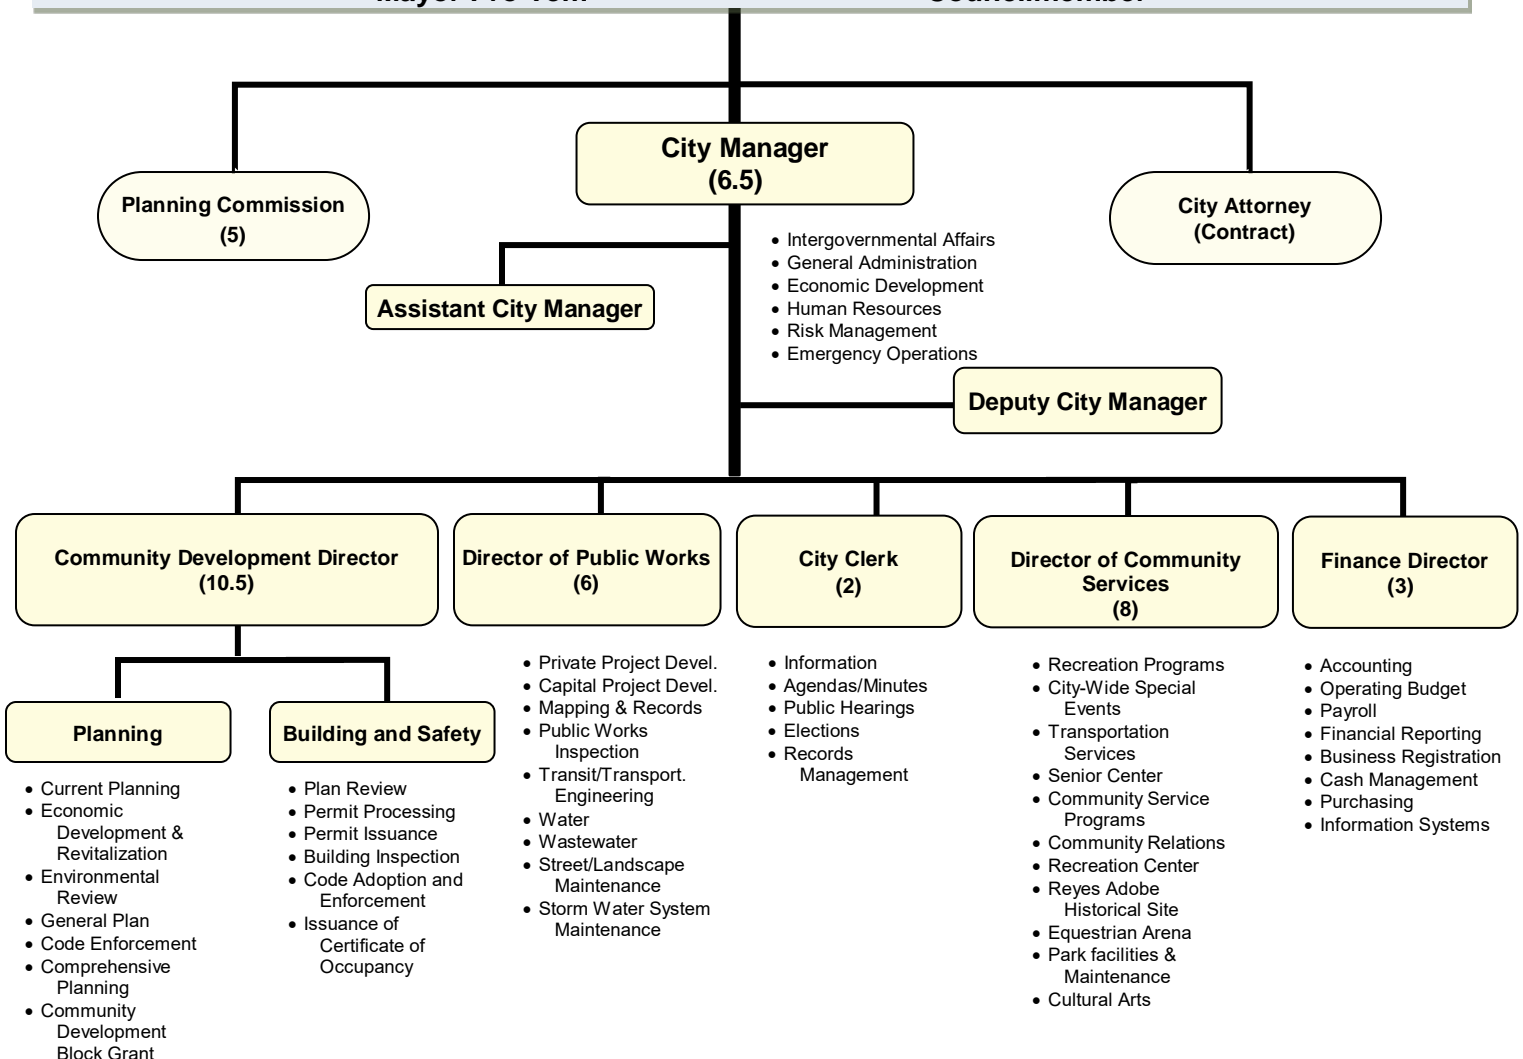 City Manager
(6.5)
Planning Commission
(5)
City Attorney
(Contract)
• Intergovernmental Affairs
• General Administration
• Economic Development
• Human Resources
• Risk Management
• Emergency Operations
Assistant City Manager
Deputy City Manager
Community Development Director
(10.5)
Director of Public Works
(6)
City Clerk
(2)
Director of Community
Services
(8)
Finance Director
(3)
Planning
• Current Planning
• Economic
Development &
Revitalization
• Environmental
Review
• General Plan
• Code Enforcement
• Comprehensive
Planning
• Community
Development
Block Grant
Building and Safety
• Plan Review
• Permit Processing
• Permit Issuance
• Building Inspection
• Code Adoption and
Enforcement
• Issuance of
Certificate of
Occupancy
• Private Project Devel.
• Capital Project Devel.
• Mapping & Records
• Public Works
Inspection
• Transit/Transport.
Engineering
• Water
• Wastewater
• Street/Landscape
Maintenance
• Storm Water System
Maintenance
• Information
• Agendas/Minutes
• Public Hearings
• Elections
• Records
Management
• Recreation Programs
• City-Wide Special
Events
• Transportation
Services
• Senior Center
• Community Service
Programs
• Community Relations
• Recreation Center
• Reyes Adobe
Historical Site
• Equestrian Arena
• Park facilities &
Maintenance
• Cultural Arts
• Accounting
• Operating Budget
• Payroll
• Financial Reporting
• Business Registration
• Cash Management
• Purchasing
• Information Systems